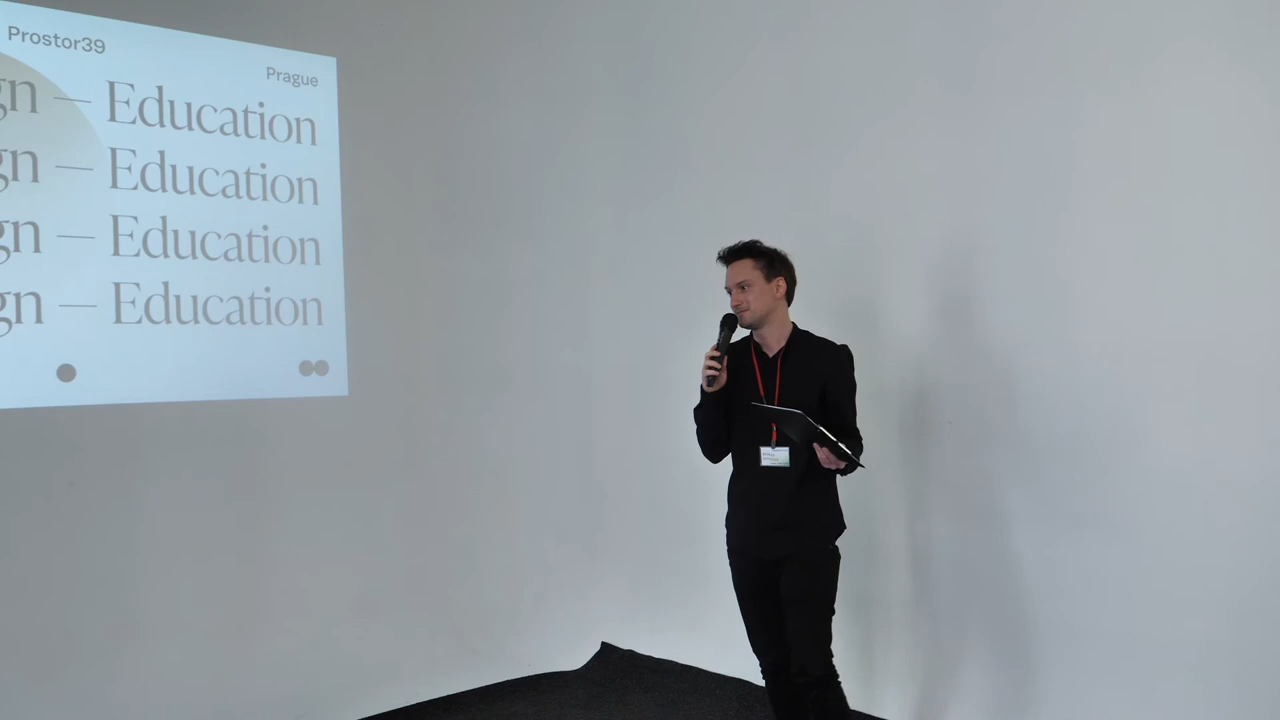 Prostor39
Prague
gn — Education
gn — Education
gn — Education
gn — Education